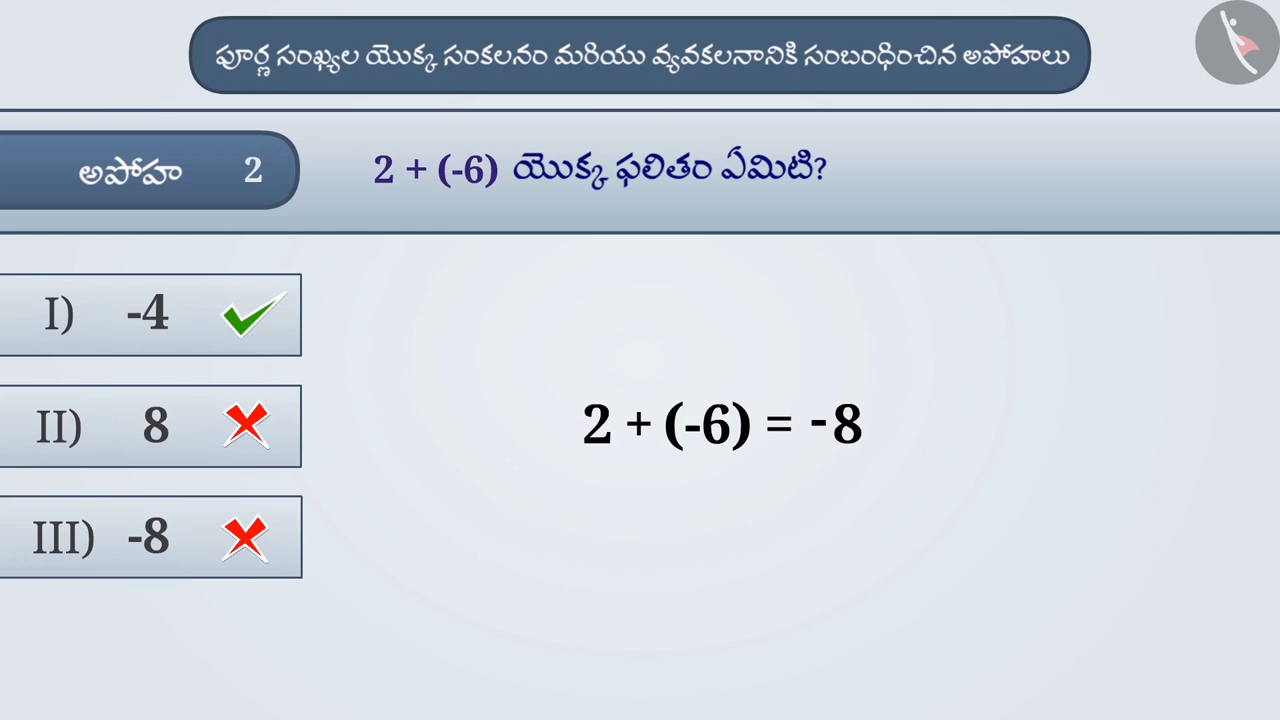 పూర్ణ సంఖ్యల యొక్క సంకలనం మరియు వ్యవకలనానికి సంబంధించిన అపోహలు
అపోహ 2
2 + (-6) యొక్క ఫలితం ఏమిటి?
I) -4
II) 8
III) -8
2 + (-6) = -8